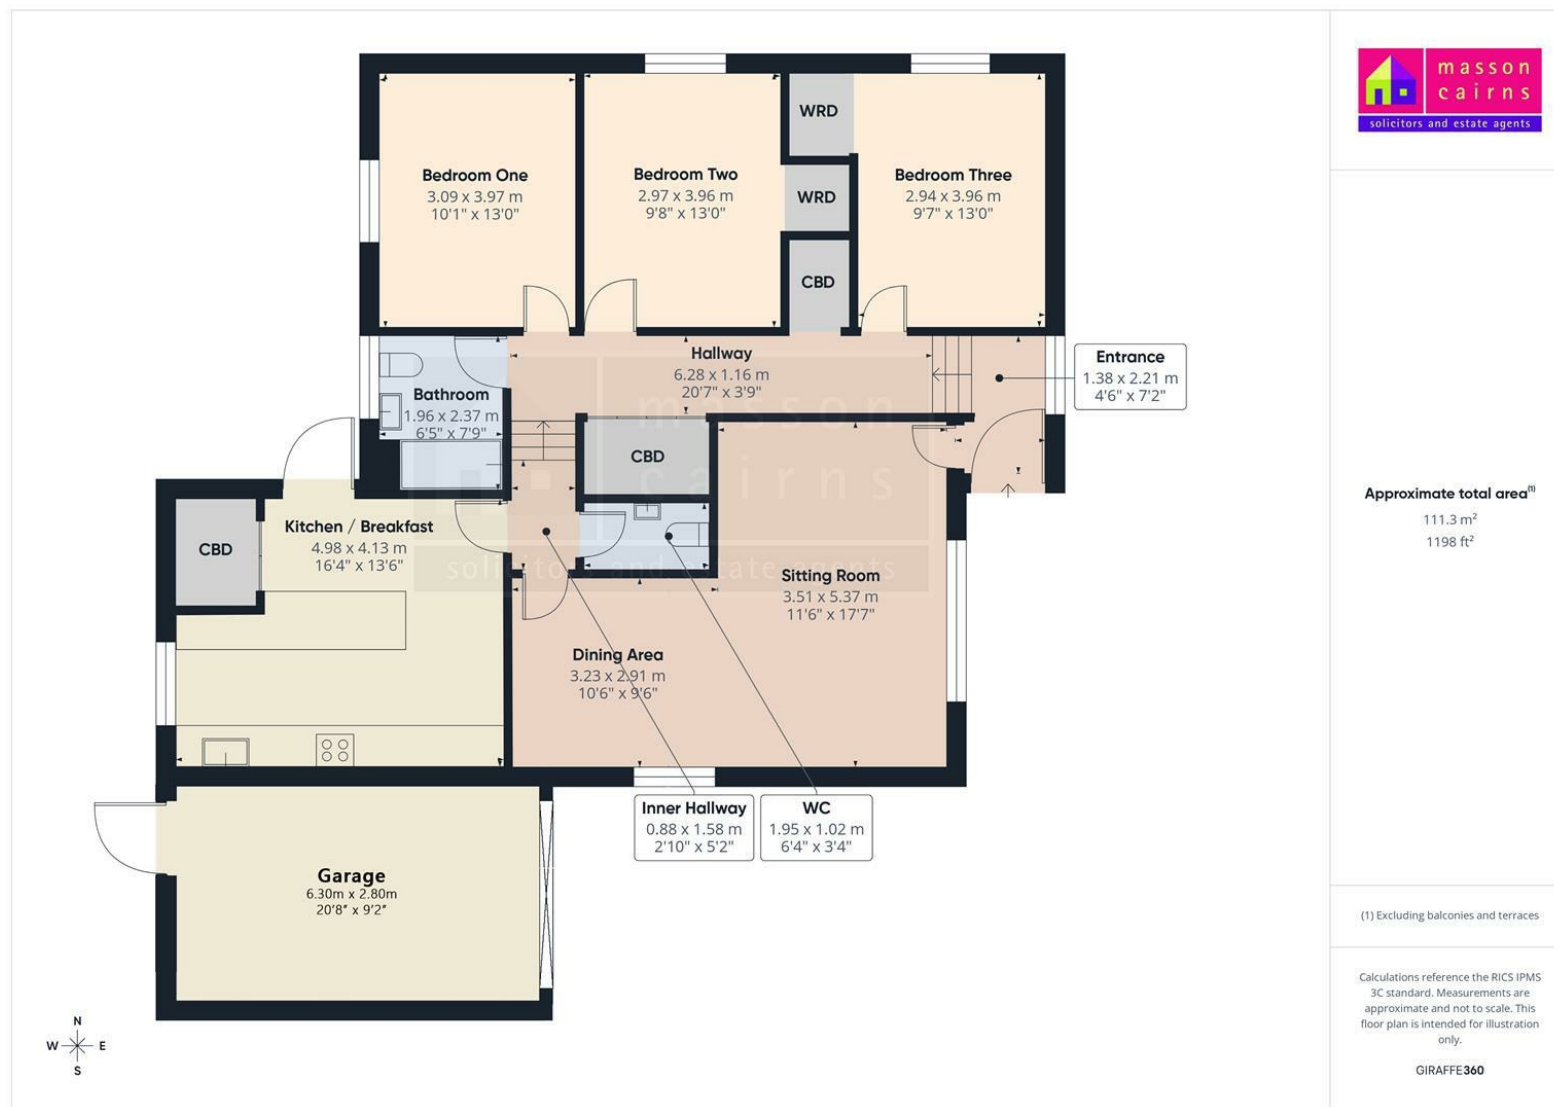 WRD
Bedroom One
3.09 x 3.97 m
10'1" x 13'0"
Bedroom Two
2.97 x 3.96 m
9'8" x 13'0"
WRD
Bedroom Three
2.94 x 3.96 m
9'7" x 13'0"
CBD
Hallway
6.28 x 1.16 m
20'7" x 3'9"
Entrance
1.38 x 2.21 m
4'6" x 7'2"
Bathroom
1.96 x 2.37 m
6'5" x 7'9"
CBD
masson
cairns
solicitors and estate agents
CBD
Kitchen / Breakfast
4.98 x 4.13 m
16'4" x 13'6"
Sitting Room
3.51 x 5.37 m
11'6" x 17'7"
Dining Area
3.23 x 2.91 m
10'6" x 9'6"
Inner Hallway
0.88 x 1.58 m
2'10" x 5'2"
WC
1.95 x 1.02 m
6'4" x 3'4"
Garage
6.30m x 2.80m
20'8" x 9'2"
N
W E
S
masson
cairns
solicitors and estate agents
Approximate total area(1)
111.3 m²
1198 ft²
(1) Excluding balconies and terraces
Calculations reference the RICS IPMS
3C standard. Measurements are
approximate and not to scale. This
floor plan is intended for illustration
only.
GIRAFFE360